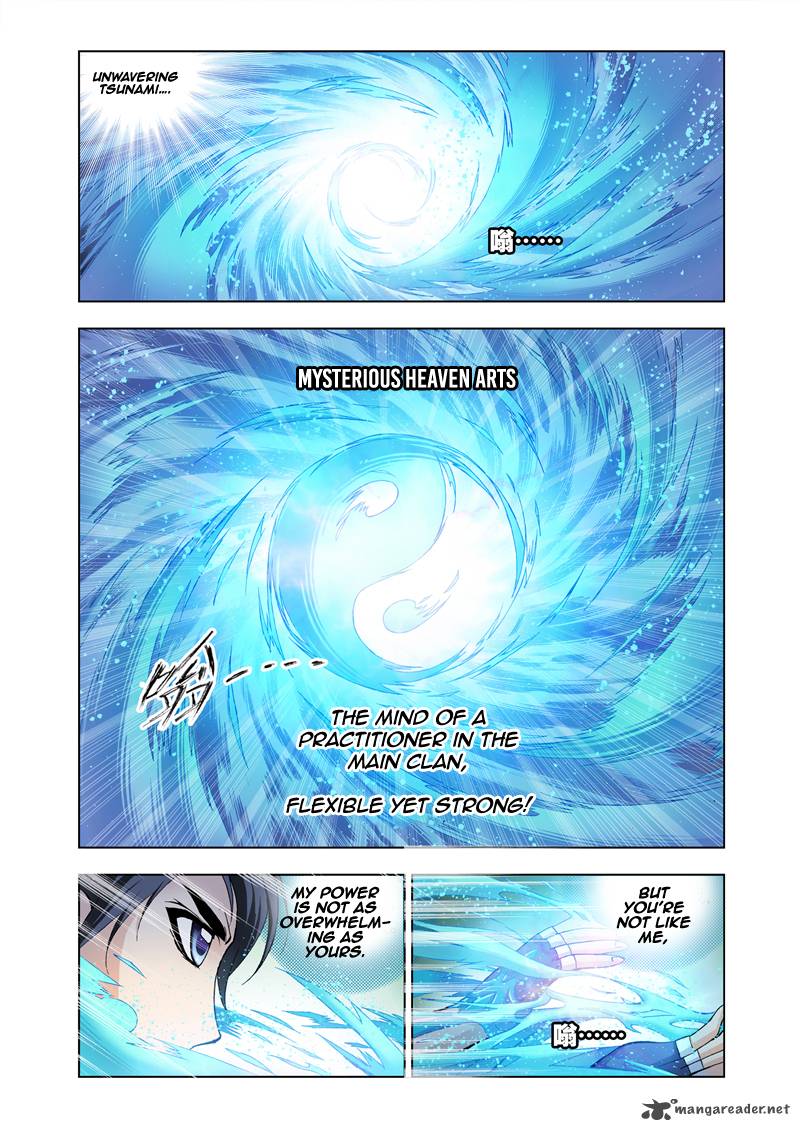 UNWAVERING
TSUNAMI....
嗡……
MYSTERIOUS HEAVEN ARTS
嗡····
THE MIND OF A
PRACTITIONER IN THE
MAIN CLAN,
FLEXIBLE YET STRONG!
MY POWER
IS NOT AS
OVERWHELM-
ING AS
YOURS.
BUT
YOU'RE
NOT LIKE
ME,
嗡……
mangareader.net